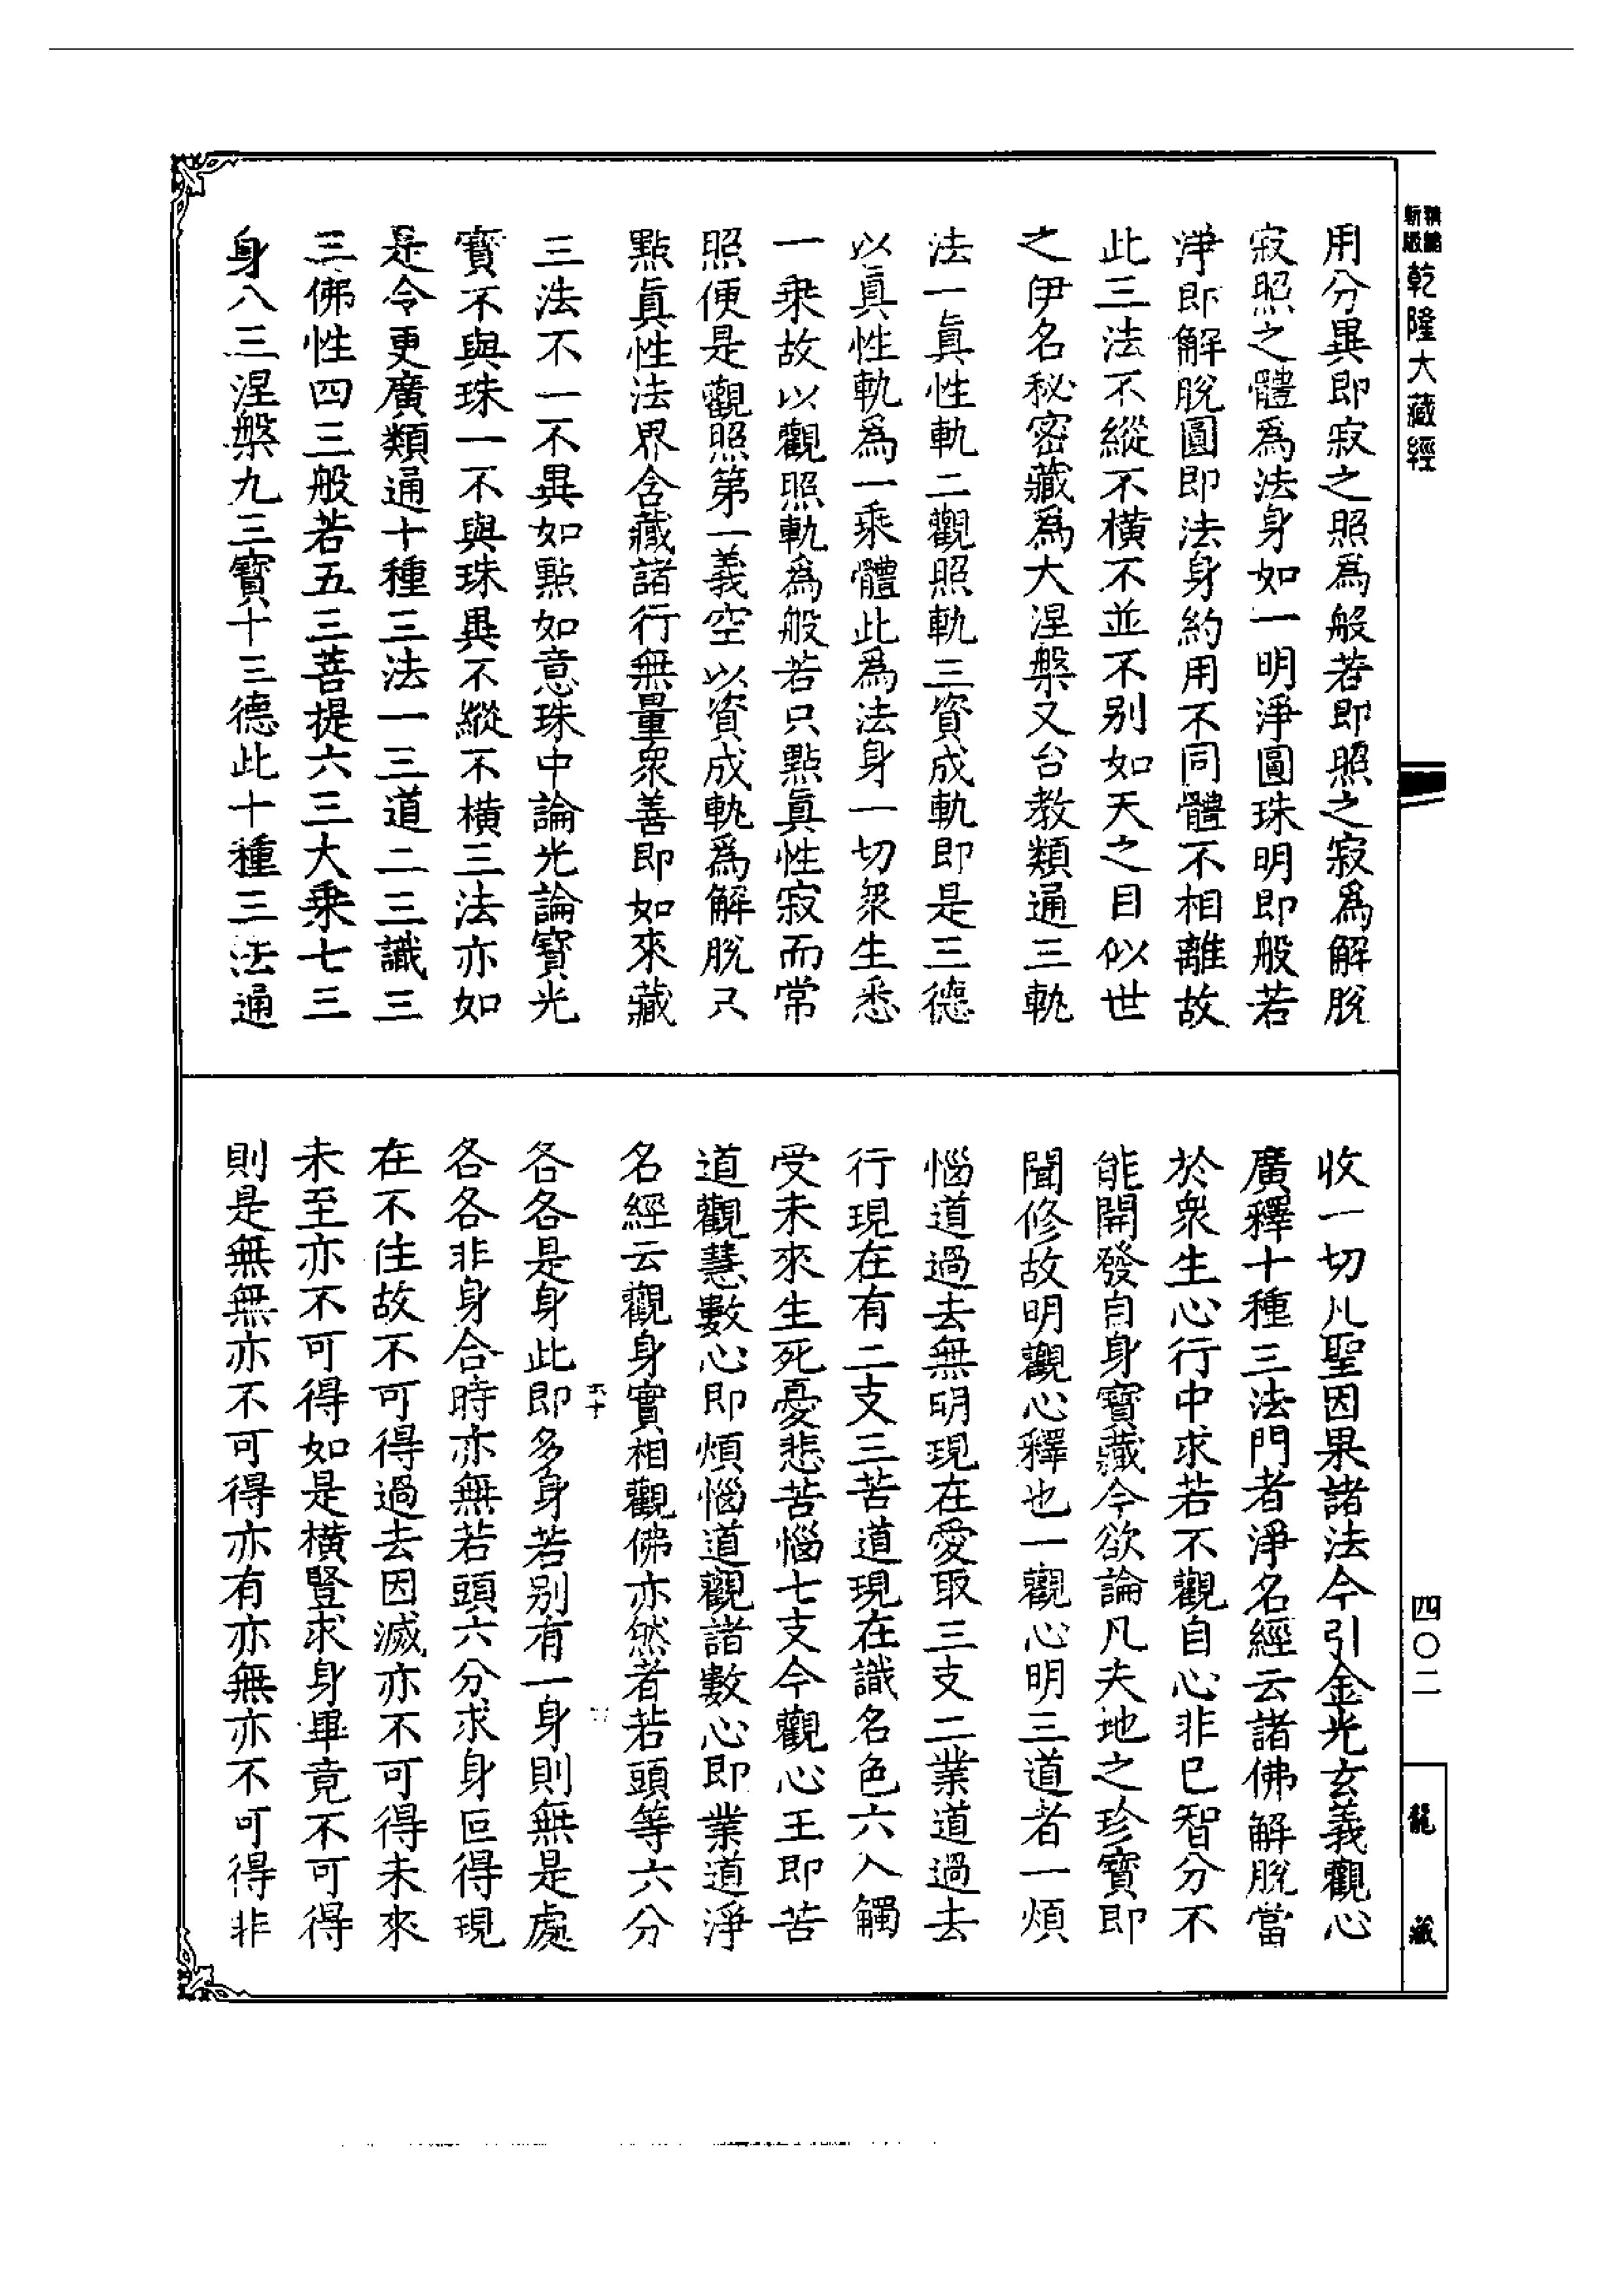 新編縮版乾隆大藏經
用分異即寂之照為般若即照之寂為解脫
寂照之體為法身如一明淨圓珠明即般若
淨即解脫圓即法身約用不同體不相離故
此三法不縱不橫不並不別如天之目似世
之伊名秘密藏為大涅槃又台教類通三軌
法一真性軌二觀照軌三資成軌即是三德
以真性軌為一乘體此為法身一切眾生悉
一乘故以觀照軌為般若只點真性寂而常
照便是觀照第一義空以資成軌為解脫只
點真性法界含藏諸行無量眾善即如來藏
三法不一不異如點如意珠中論光論寶光
寶不與珠一不與珠異不縱不橫三法亦如
是令更廣類通十種三法一三道二三識三
三佛性四三般若五三菩提六三大乘七三
身八三涅槃九三寶十三德此十種三法通
收一切凡聖因果諸法今引金光玄義觀心
廣釋十種三法門者淨名經云諸佛解脫當
於眾生心行中求若不觀自心非已智分不
能開發自身寶藏今欲論凡夫地之珍寶即
聞修故明觀心釋也一觀心明三道者一煩
惱道過去無明現在愛取三支二業道過去
行現在有二支三苦道現在識名色六入觸
受未來生死憂悲苦惱七支今觀心王即苦
道觀慧數心即煩惱道觀諸數心即業道淨
名經云觀身實相觀佛亦然者若頭等六分
各各是身此即多身若別有一身則無是處
各各非身合時亦無若頭六分求身叵得現
在不住故不可得過去因滅亦不可得未來
未至亦不可得如是橫豎求身畢竟不可得
則是無無亦不可得亦有亦無亦不可得非
四〇二
龍藏